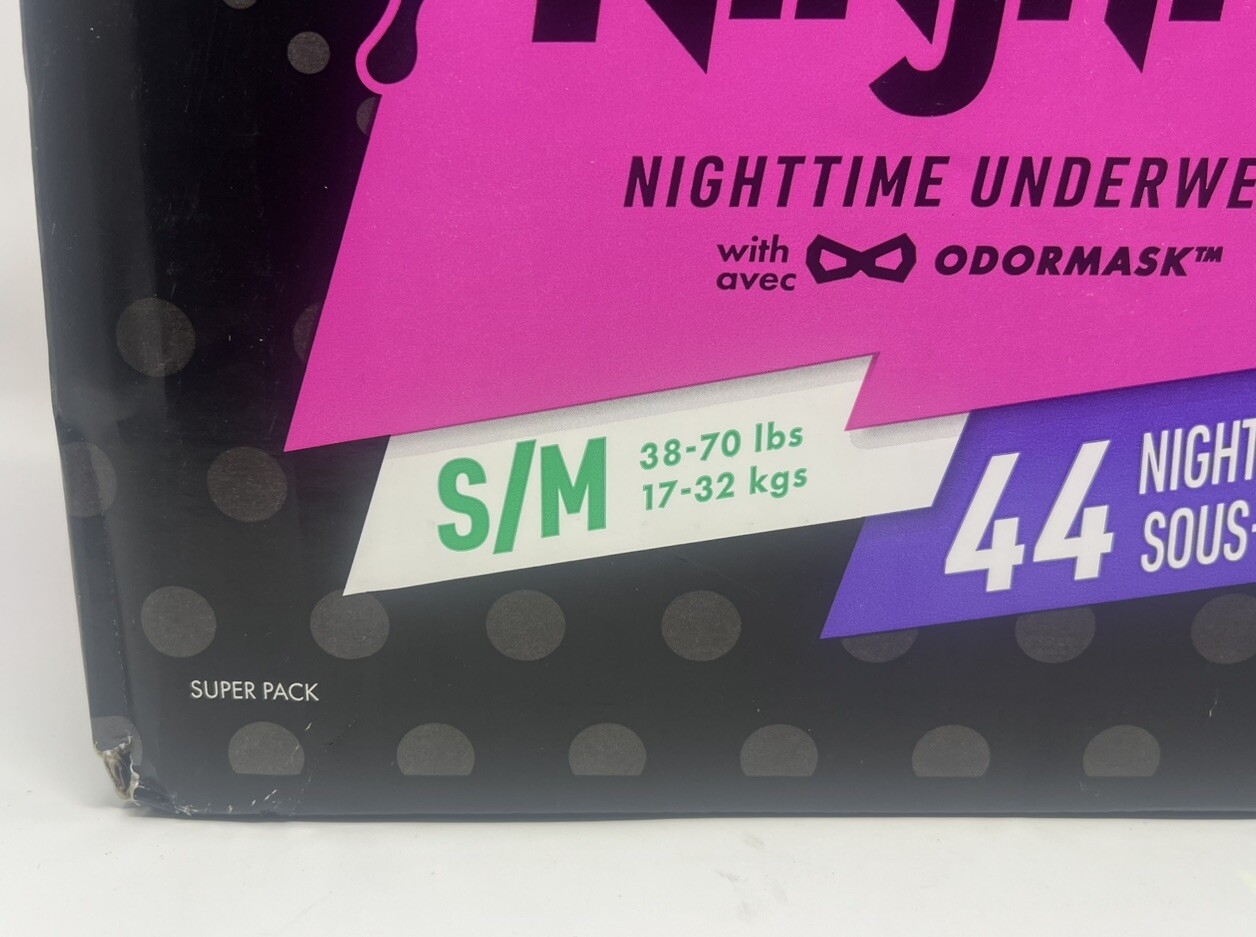 NIGHTTIME UNDERWE
with
avec
ODORMASK™
S/M
38-70 lbs
17-32 kgs
44
NIGHT
SOUS-
SUPER PACK